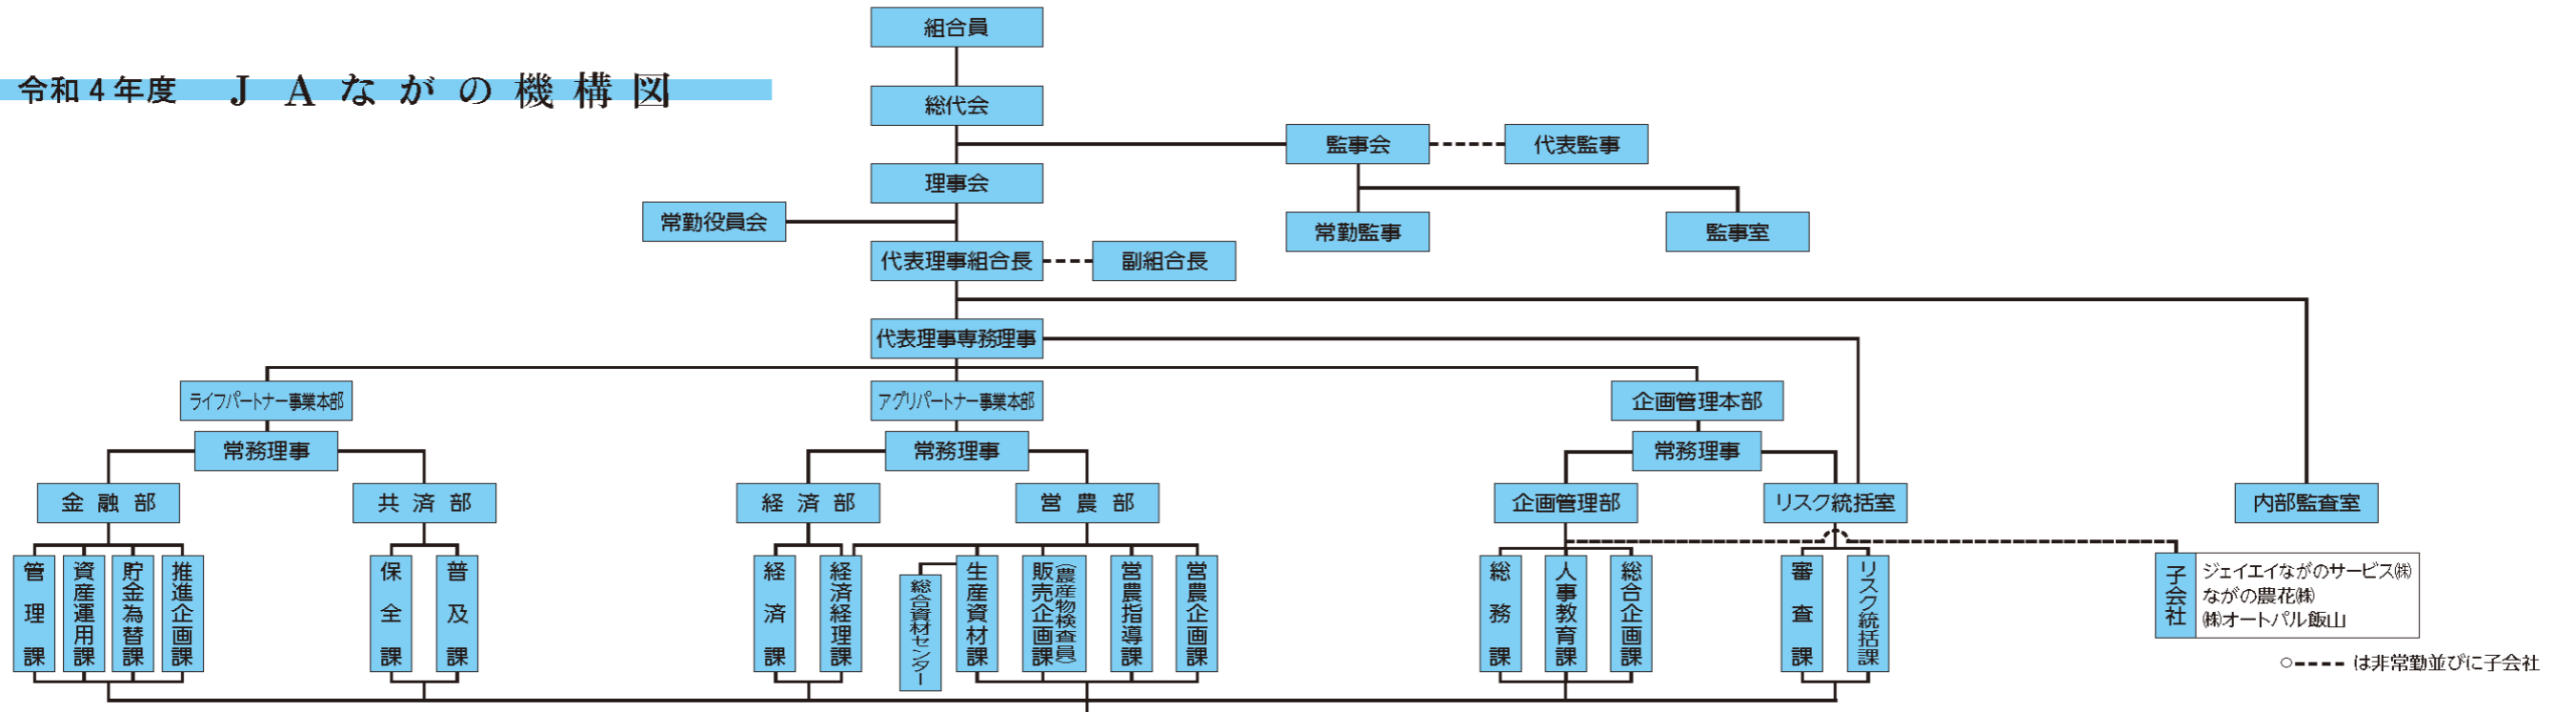 組合員
令和4年度 JAながの機構図
総代会
監事会
代表監事
理事会
常勤役員会
常勤監事
監事室
代表理事組合長
副組合長
代表理事専務理事
ライフパートナー事業本部
アグリパートナー事業本部
企画管理本部
常務理事
常務理事
常務理事
金融部
共済部
経済部
営農部
企画管理部
リスク統括室
内部監査室
管理課
資産運用課
貯金為替課
推進企画課
保全課
普及課
経済課
経済経理課
総合資材センター
生産資材課
販売企画課
(農産物検査員)
営農指導課
営農企画課
総務課
人事教育課
総合企画課
審査課
リスク統括課
子会社
ジェイエイながのサービス㈱
ながの農花㈱
㈱オートパル飯山
○---- は非常勤並びに子会社